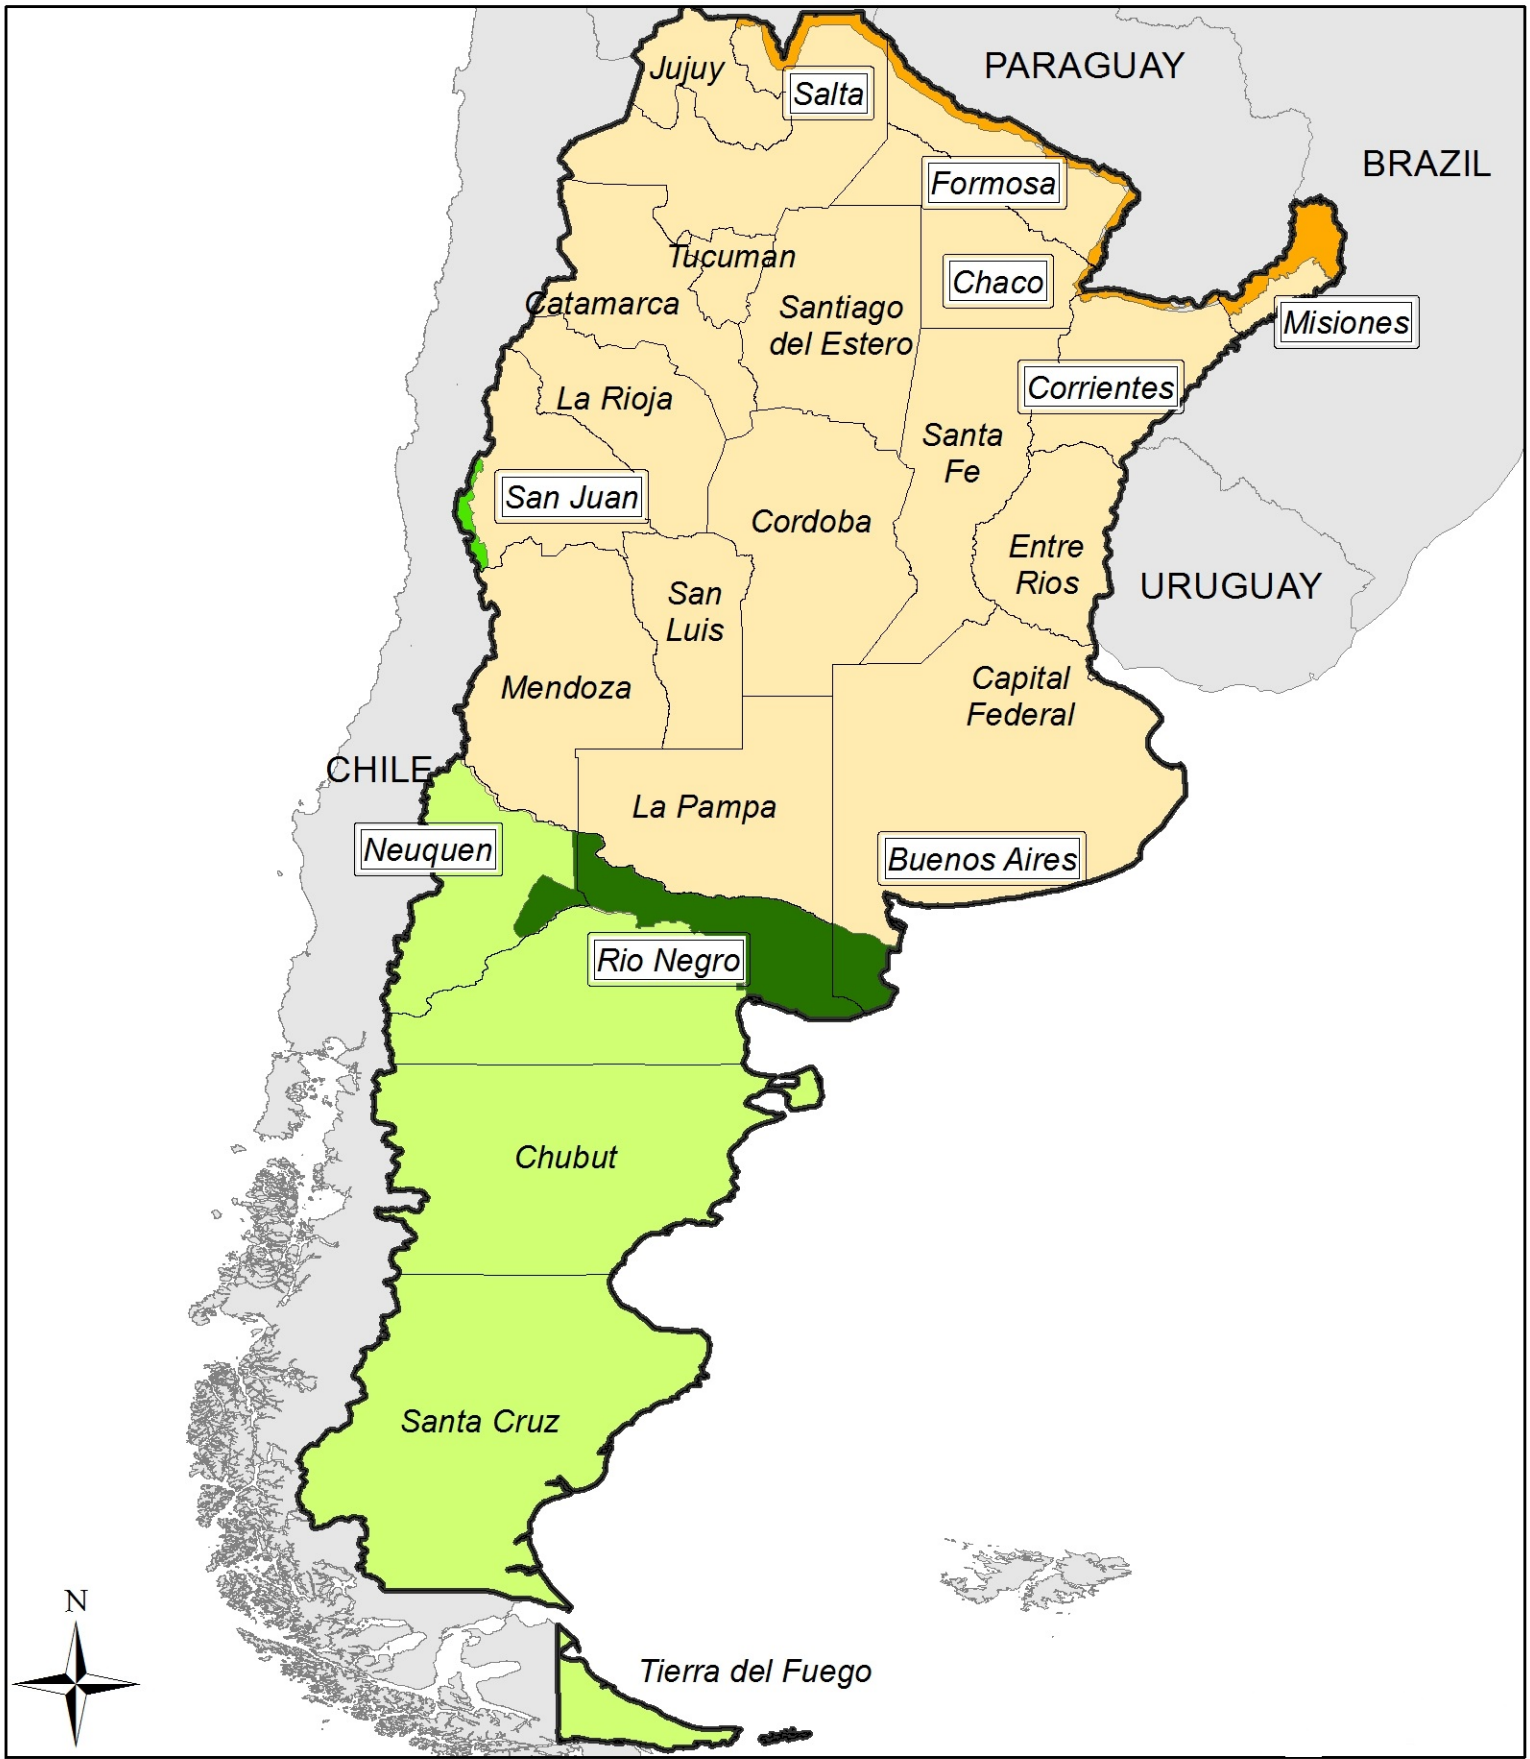 PARAGUAY
Jujuy
Salta
BRAZIL
Formosa
Tucuman
Chaco
Catamarca
Santiago
del Estero
Misiones
La Rioja
Corrientes
Santa
Fe
San Juan
Cordoba
Entre
Rios
URUGUAY
San
Luis
Mendoza
Capital
Federal
CHILE
La Pampa
Neuquen
Buenos Aires
Rio Negro
Chubut
Santa Cruz
N
Tierra del Fuego